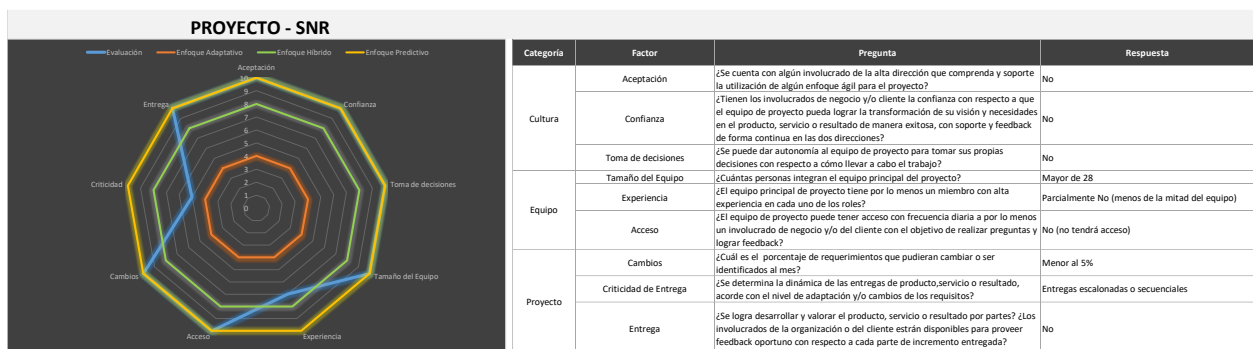 PROYECTO - SNR
Evaluación
Enfoque Adaptativo
Enfoque Híbrido
Enfoque Predictivo
Aceptación
Confianza
Toma de decisiones
Tamaño del Equipo
Experiencia
Acceso
Cambios
Criticidad
Entrega
10
9
8
7
6
5
4
3
2
1
0
Categoría Factor Pregunta Respuesta
Cultura
Aceptación
¿Se cuenta con algún involucrado de la alta dirección que comprenda y soporte
la utilización de algún enfoque ágil para el proyecto?
No
Confianza
¿Tienen los involucrados de negocio y/o cliente la confianza con respecto a que
el equipo de proyecto pueda lograr la transformación de su visión y necesidades
en el producto, servicio o resultado de manera exitosa, con soporte y feedback
de forma continua en las dos direcciones?
No
Toma de decisiones
¿Se puede dar autonomía al equipo de proyecto para tomar sus propias
decisiones con respecto a cómo llevar a cabo el trabajo?
No
Equipo
Tamaño del Equipo
¿Cuántas personas integran el equipo principal del proyecto?
Mayor de 28
Experiencia
¿El equipo principal de proyecto tiene por lo menos un miembro con alta
experiencia en cada uno de los roles?
Parcialmente No (menos de la mitad del equipo)
Acceso
¿El equipo de proyecto puede tener acceso con frecuencia diaria a por lo menos
un involucrado de negocio y/o del cliente con el objetivo de realizar preguntas y
lograr feedback?
No (no tendrá acceso)
Proyecto
Cambios
¿Cuál es el porcentaje de requerimientos que pudieran cambiar o ser
identificados al mes?
Menor al 5%
Criticidad de Entrega
¿Se determina la dinámica de las entregas de producto,servicio o resultado,
acorde con el nivel de adaptación y/o cambios de los requisitos?
Entregas escalonadas o secuenciales
Entrega
¿Se logra desarrollar y valorar el producto, servicio o resultado por partes? ¿Los
involucrados de la organización o del cliente estarán disponibles para proveer
feedback oportuno con respecto a cada parte de incremento entregada?
No